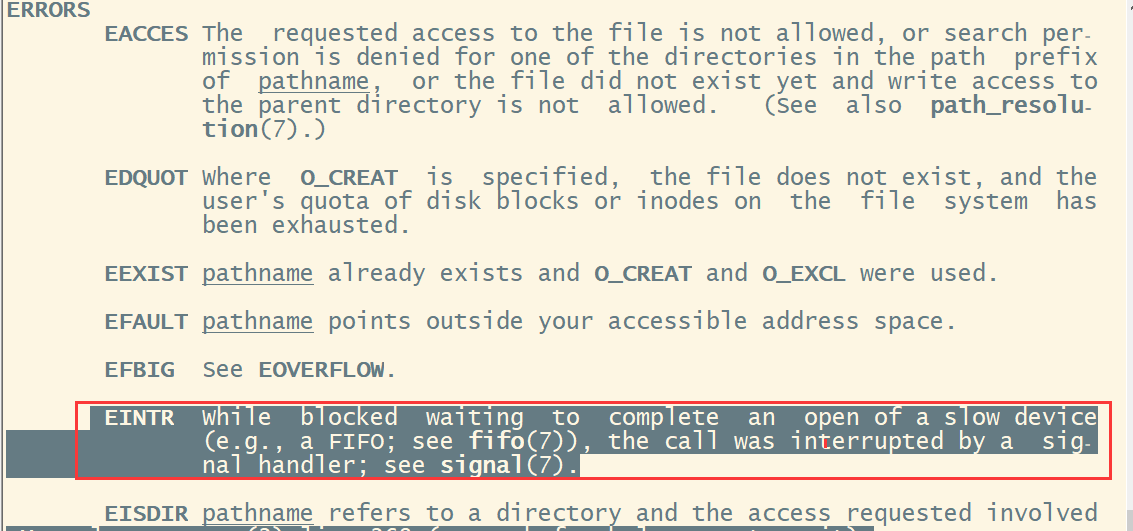 ERRORS
EACCES The requested access to the file is not allowed, or search per-
mission is denied for one of the directories in the path prefix
of pathname, or the file did not exist yet and write access to
the parent directory is not allowed. (See also path_resolu-
tion(7).)
EDQUOT Where O_CREAT is specified, the file does not exist, and the
user's quota of disk blocks or inodes on the file system has
been exhausted.
EEXIST pathname already exists and O_CREAT and O_EXCL were used.
EFAULT pathname points outside your accessible address space.
EFBIG See EOVERFLOW.
EINTR While blocked waiting to complete an open of a slow device
(e.g., a FIFO; see fifo(7)), the call was interrupted by a sig-
nal handler; see signal(7).
EISDIR pathname refers to a directory and the access requested involved